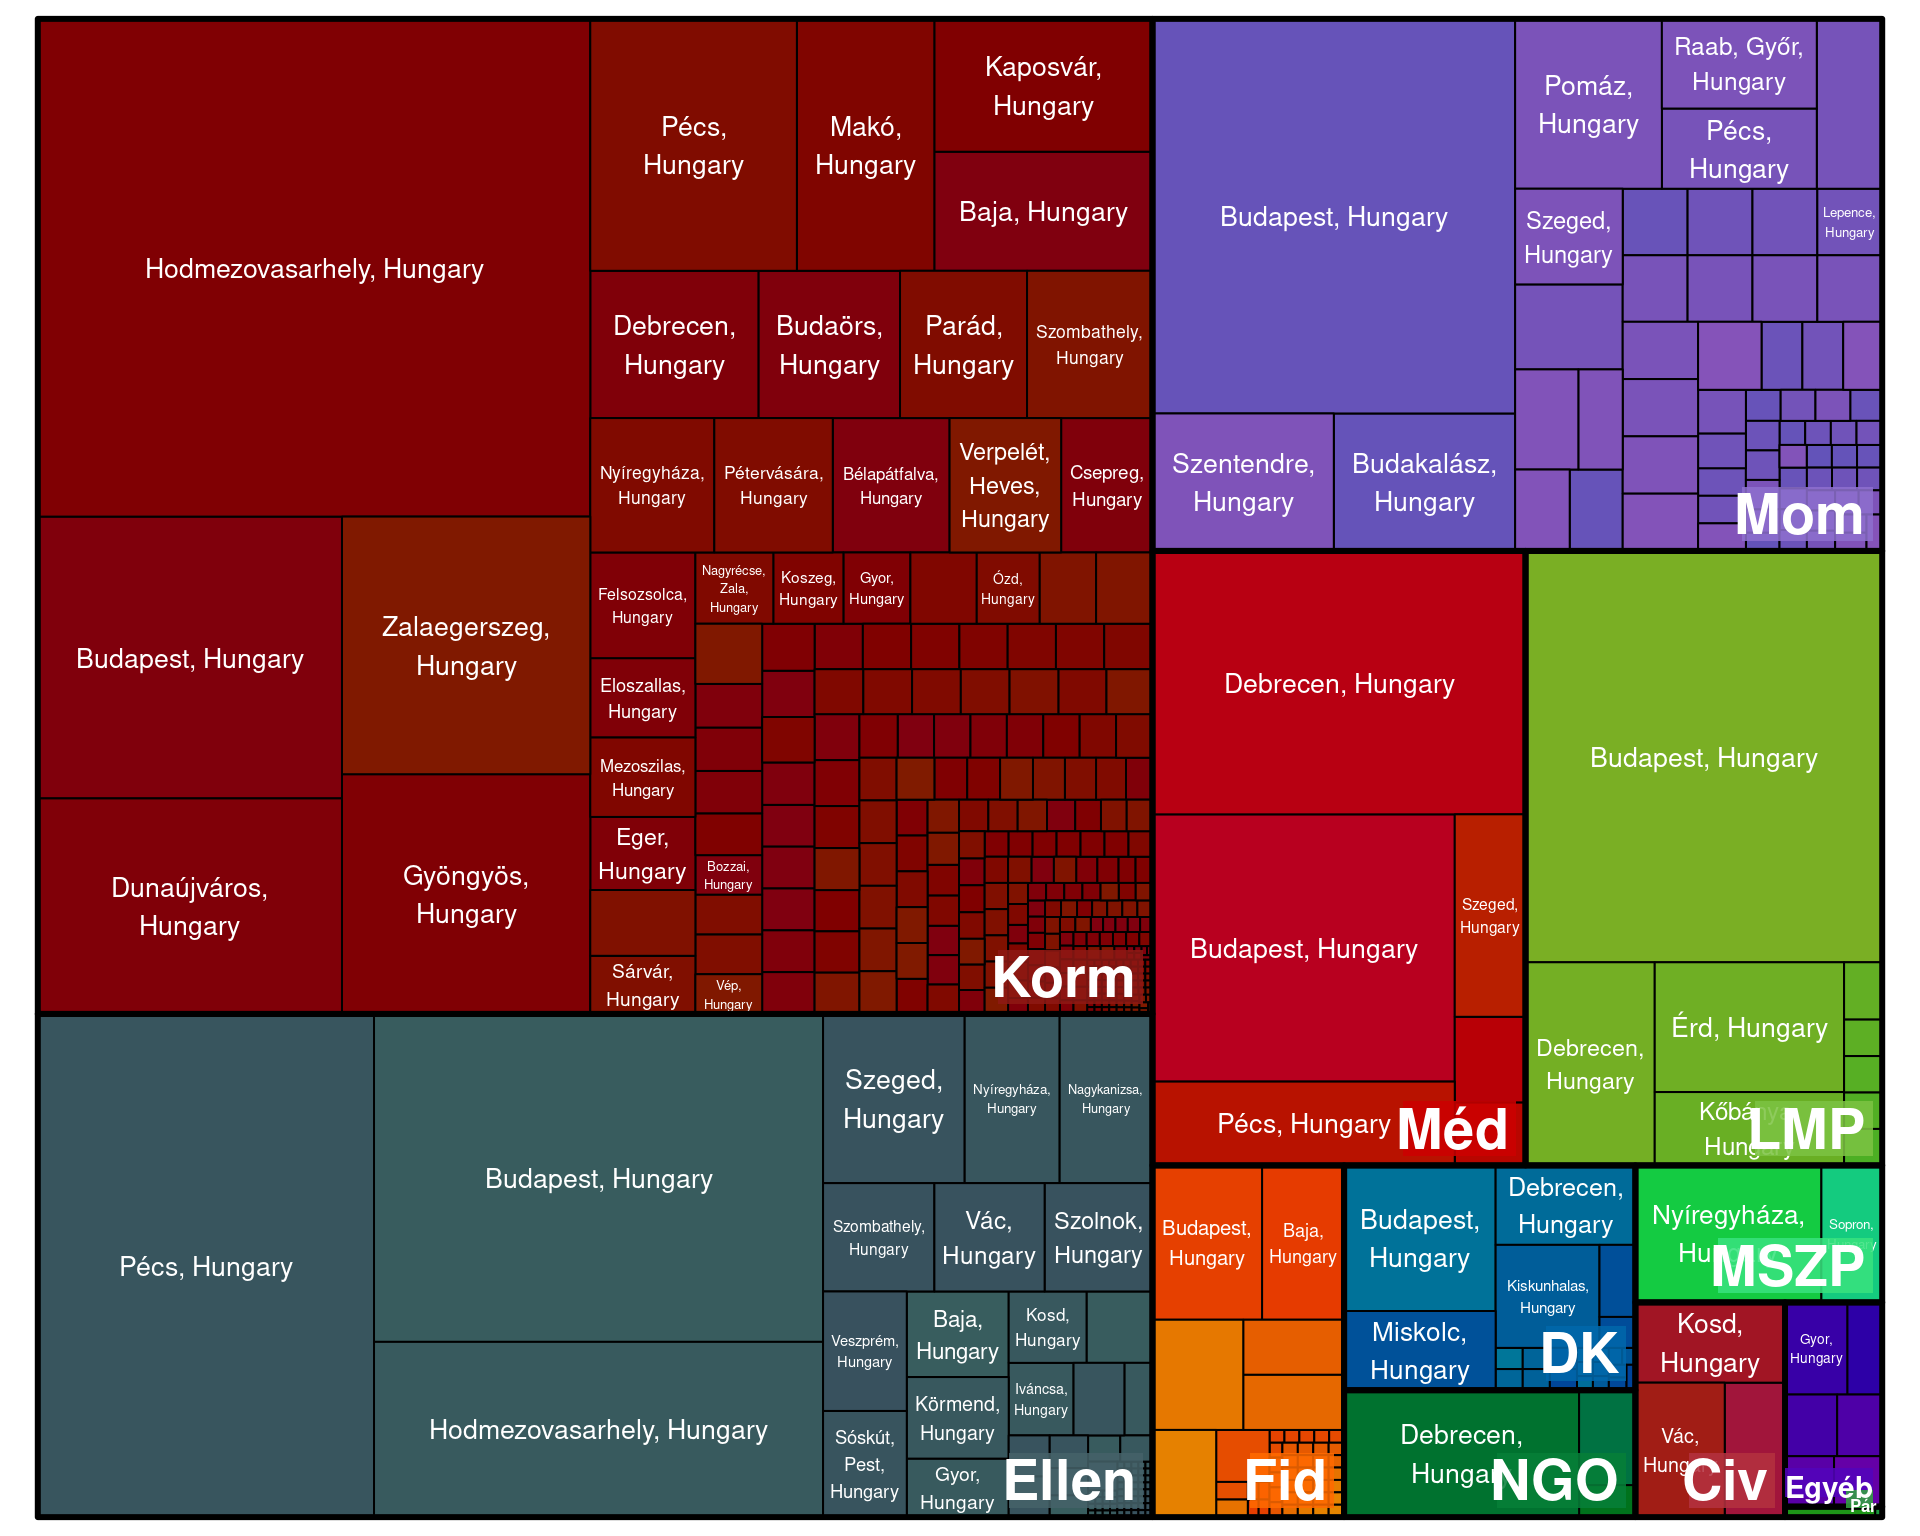 Hodmezovasarhely, Hungary
Pécs,
Hungary
Makó,
Hungary
Kaposvár,
Hungary
Baja, Hungary
Debrecen,
Hungary
Budaörs,
Hungary
Parád,
Hungary
Szombathely,
Hungary
Nyíregyháza,
Hungary
Pétervására,
Hungary
Bélapátfalva,
Hungary
Verpelét,
Heves,
Hungary
Csepreg,
Hungary
Budapest, Hungary
Zalaegerszeg,
Hungary
Dunaújváros,
Hungary
Gyöngyös,
Hungary
Felsozsolca,
Hungary
Nagyrécse,
Zala,
Hungary
Koszeg,
Hungary
Gyor,
Hungary
Ózd,
Hungary
Eloszallas,
Hungary
Mezoszilas,
Hungary
Eger,
Hungary
Bozzai,
Hungary
Sárvár,
Hungary
Vép,
Hungary
Korm
Budapest, Hungary
Pomáz,
Hungary
Raab, Győr,
Hungary
Pécs,
Hungary
Szeged,
Hungary
Lepence,
Hungary
Szentendre,
Hungary
Budakalász,
Hungary
Mom
Debrecen, Hungary
Budapest, Hungary
Szeged,
Hungary
Pécs, Hungary
Méd
Budapest, Hungary
Debrecen,
Hungary
Érd, Hungary
LMP
Pécs, Hungary
Budapest, Hungary
Hodmezovasarhely, Hungary
Szeged,
Hungary
Nyíregyháza,
Hungary
Nagykanizsa,
Hungary
Szombathely,
Hungary
Vác,
Hungary
Szolnok,
Hungary
Veszprém,
Hungary
Baja,
Hungary
Kosd,
Hungary
Iváncsa,
Hungary
Körmend,
Hungary
Sóskút,
Pest,
Hungary
Gyor,
Hungary
Ellen
Budapest,
Hungary
Baja,
Hungary
Fid
Budapest,
Hungary
Debrecen,
Hungary
Kiskunhalas,
Hungary
Miskolc,
Hungary
DK
Debrecen,
Hungary
NGO
Nyíregyháza,
Sopron,
MSZP
Kosd,
Hungary
Vác,
Hungary
Civ
Gyor,
Hungary
Egyéb
Pár